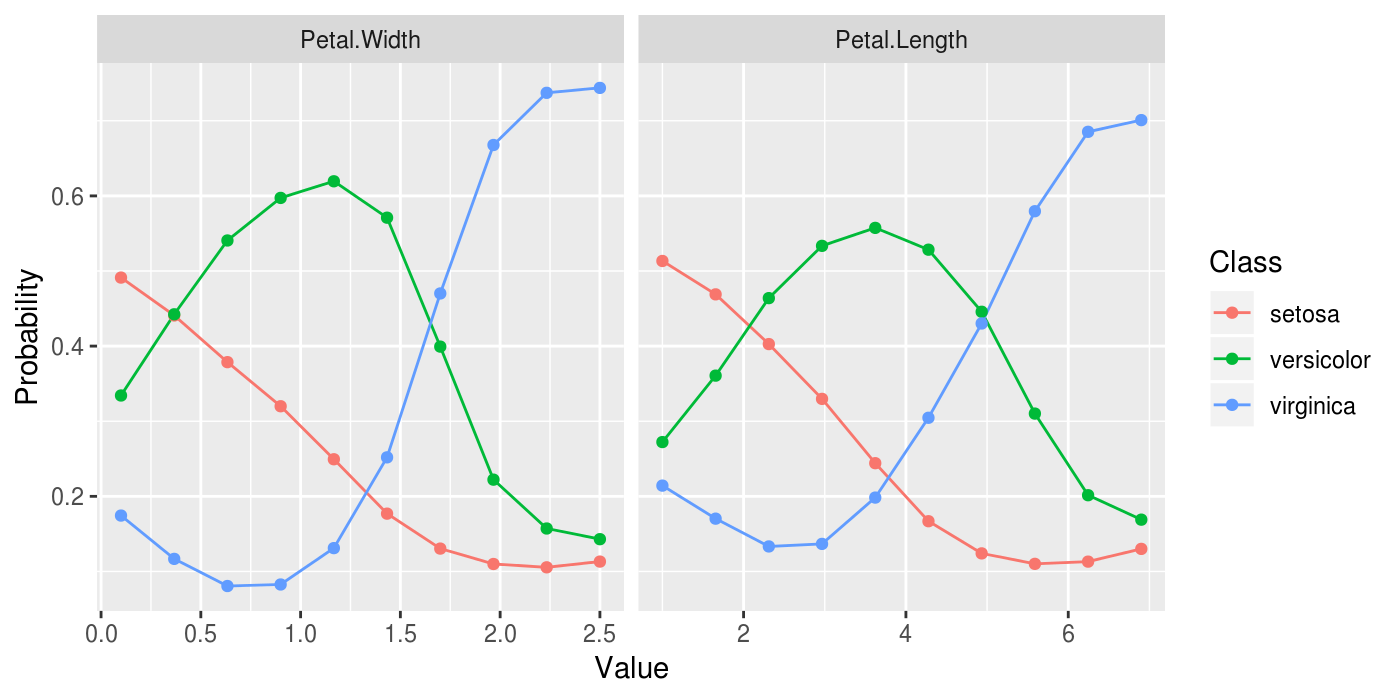 Petal.Width
Petal.Length
Probability
0.6
0.4
0.2
0.0 0.5 1.0 1.5 2.0 2.5
2 4 6
Value
Class
setosa
versicolor
virginica